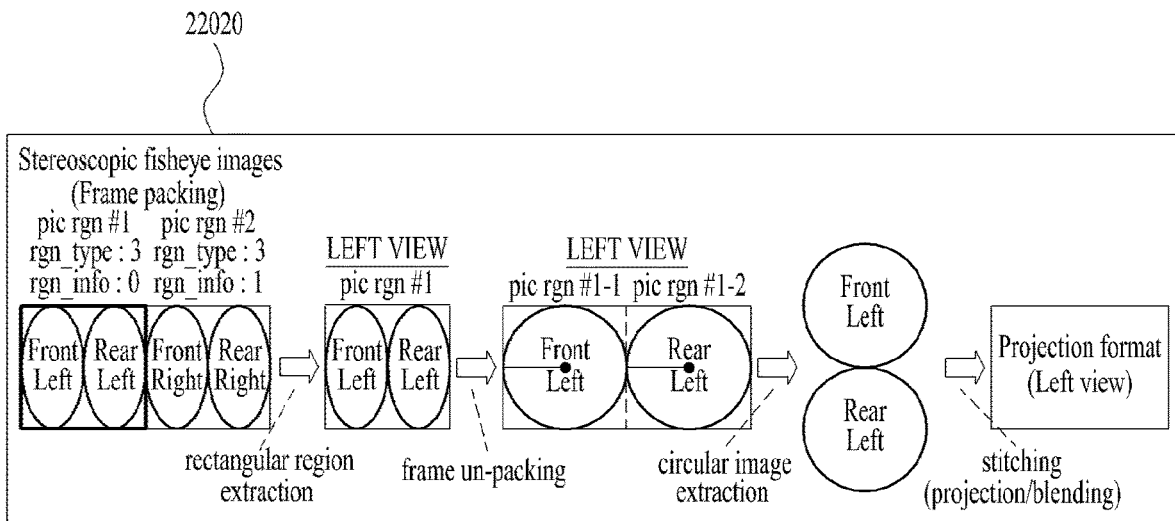 22020
Stereoscopic fisheye images
(Frame packing)
pic rgn #1 pic rgn #2
rgn_type : 3 rgn_type : 3
rgn_info : 0 rgn_info : 1
LEFT VIEW
pic rgn #1
LEFT VIEW
pic rgn #1-1 pic rgn #1-2
Front
Left
Rear
Left
Front
Right
Rear
Right
Front
Left
Rear
Left
Front
Left
Rear
Left
Front
Left
Rear
Left
Projection format
(Left view)
rectangular region
extraction
frame un-packing
circular image
extraction
stitching
(projection/blending)